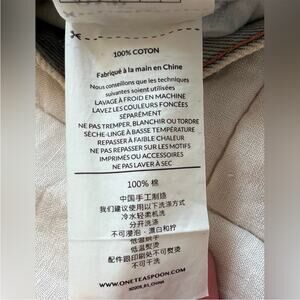 100% COTON
Fabriqué à la main en Chine
Nous conseillons que les techniques
suivantes soient utilisées
LAVAGE À FROID EN MACHINE
LAVEZ LES COULEURS FONCÉES
SÉPARÉMENT
NE PAS TREMPER, BLANCHIR OU TORDRE
SÈCHE-LINGE À BASSE TEMPÉRATURE
REPASSER À FAIBLE CHALEUR
NE PAS REPASSER SUR LES MOTIFS
IMPRIMÉS OU ACCESSOIRES
NE PAS LAVER À SEC
100% 棉
中国手工制造
我们建议使用以下洗涤方式
冷水轻柔机洗
分开洗涤
不可浸泡、漂白和拧
低温烘干
低温熨烫
配件跟印刷处不可熨烫
不可干洗
WWW.ONETEASPOON.COM